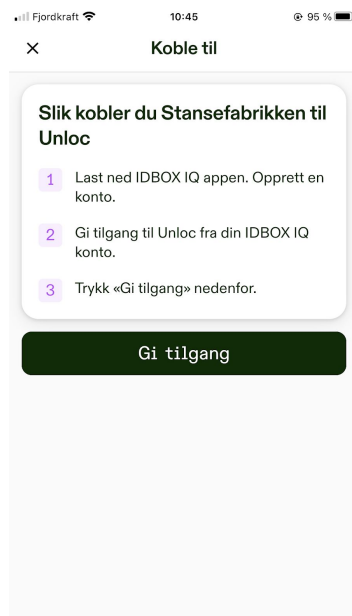 Fjordkraft 10:45 95 %
Koble til
Slik kobler du Stansefabrikken til
Unloc
1 Last ned IDBOX IQ appen. Opprett en
konto.
2 Gi tilgang til Unloc fra din IDBOX IQ
konto.
3 Trykk «Gi tilgang» nedenfor.
Gi tilgang